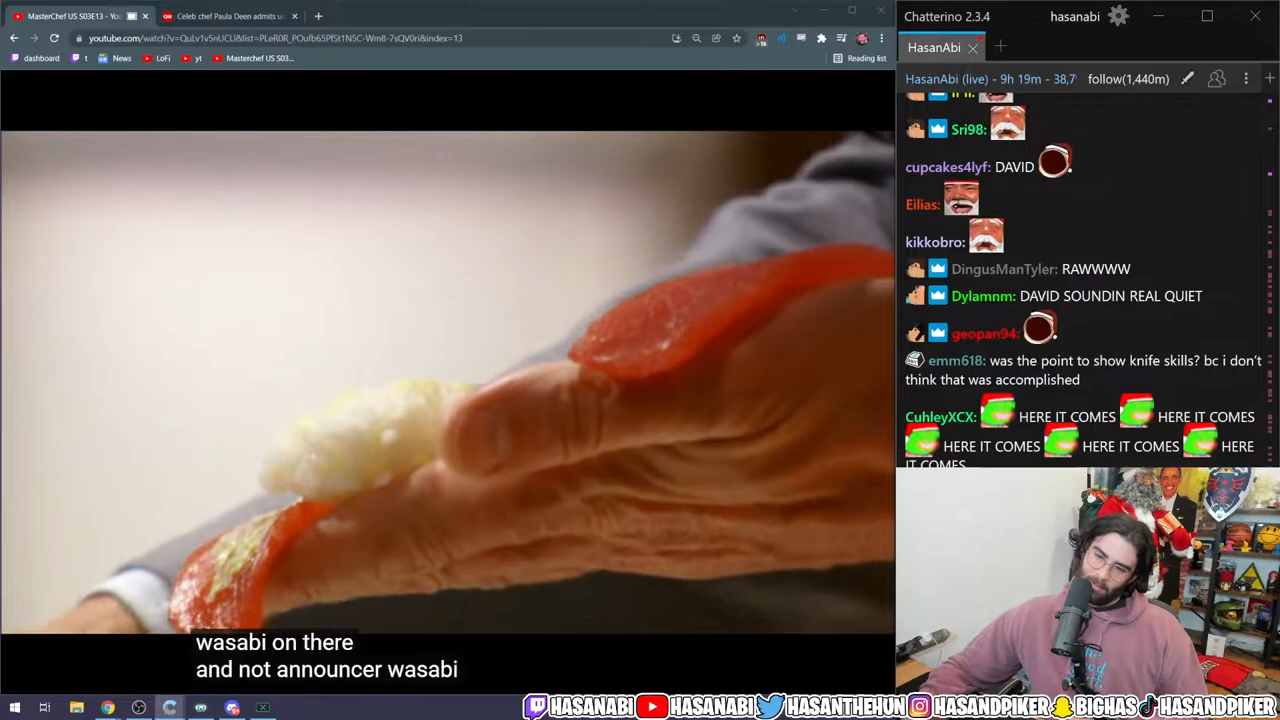 MasterChef US S03E13 - You
Celeb chef Paula Deen admits us
Chatterino 2.3.4
hasanabi
youtube.com/watch?v=QuLv1v5nUCU&list=PLeR0R_POufb65PfSt1N5C-Wm8-7sQV0ri&index=13
HasanAbi
dashboard
t
News
LoFi
yt
Masterchef US S03...
Reading list
HasanAbi (live) - 9h 19m - 38,7
follow(1,440m)
Sri98:
cupcakes4lyf: DAVID
Eilias:
kikkobro:
DingusManTyler: RAWWWW
Dylamnm: DAVID SOUNDIN REAL QUIET
geopan94:
emm618: was the point to show knife skills? bc i don't
think that was accomplished
CuhleyXCX: HERE IT COMES HERE IT COMES
HERE IT COMES HERE IT COMES HERE
IT COMES
wasabi on there
and not announcer wasabi
HASANABI HASANABI HASANTHEHUN HASANDPIKER BIGHAS HASANDPIKER